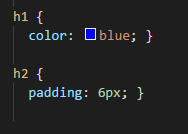 h1 {
color: blue; }
h2 {
padding: 6px; }